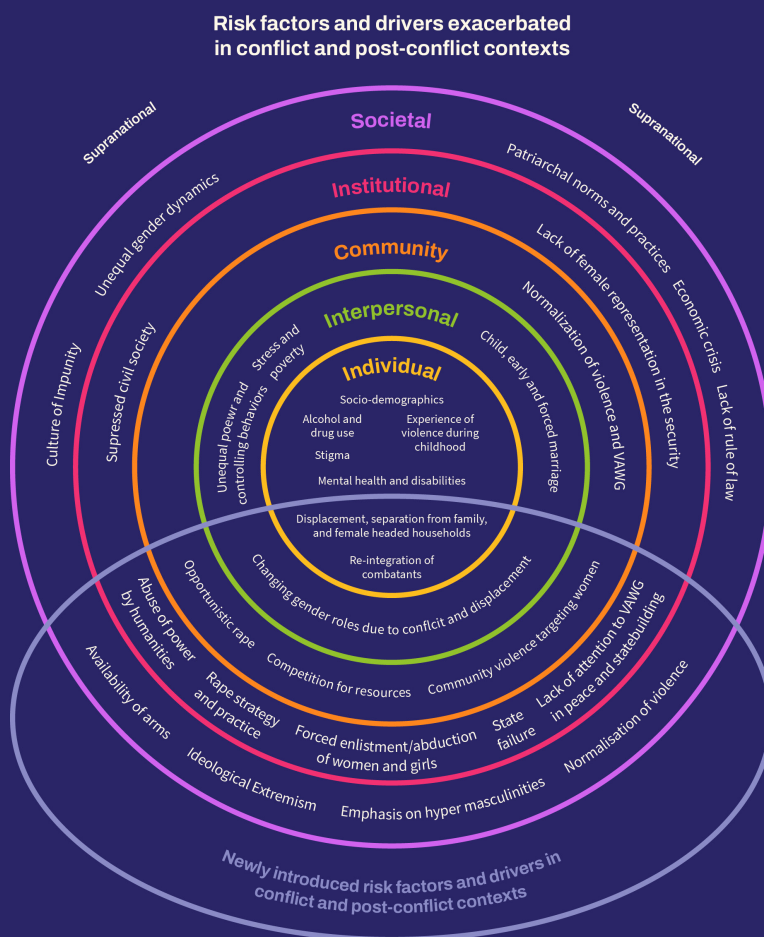 Risk factors and drivers exacerbated
in conflict and post-conflict contexts
Supranational
Supranational
Societal
Unequal gender dynamics
Culture of Impunity
Patriarchal norms and practices
Economic crisis
Lack of rule of law
Institutional
Supressed civil society
Lack of female representation in the security
Community
Normalization of violence and VAWG
Interpersonal
Stress and
poverty
Unequal poewr and
controlling behaviors
Child, early and forced marriage
Individual
Socio-demographics
Alcohol and
drug use
Experience of
violence during
childhood
Stigma
Mental health and disabilities
Displacement, separation from family,
and female headed households
Re-integration of
combatants
Changing gender roles due to conflcit and displacement
Opportunistic rape
Competition for resources
Community violence targeting women
Abuse of power
by humanities
Rape strategy
and practice
Forced enlistment/abduction
of women and girls
State
failure
Lack of attention to VAWG
in peace and statebuilding
Availability of arms
Ideological Extremism
Emphasis on hyper masculinities
Normalisation of violence
Newly introduced risk factors and drivers in
conflict and post-conflict contexts